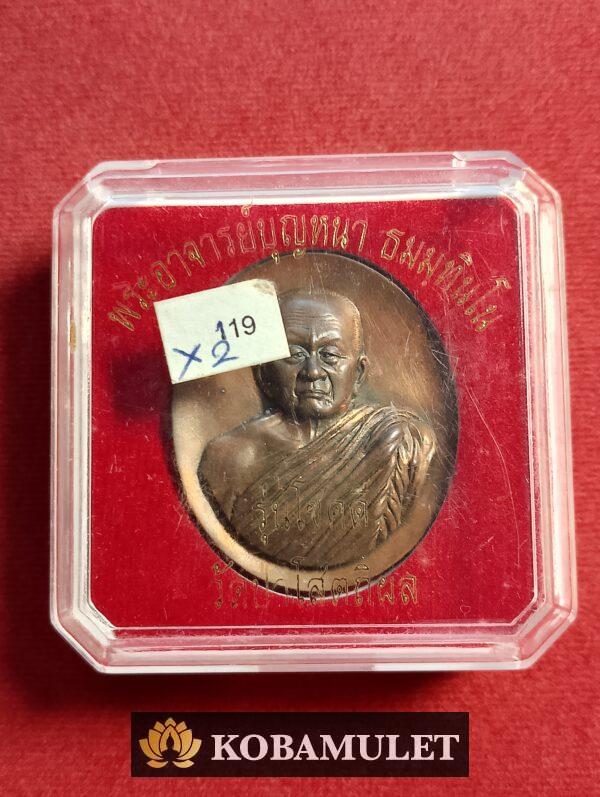 พระอาจารย์บุญหนา ธมฺมทินฺโน
119
x2
รุ่นโชคดี
วัดป่าโสตถิผล
KOBAMULET